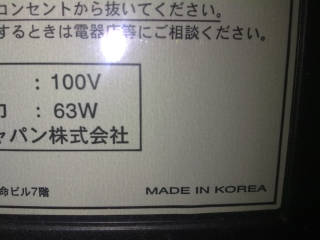 コンセントから抜いてください。
するときは電器店等にご相談ください。
: 100V
力 : 63W
ャパン株式会社
命ビル7階
MADE IN KOREA